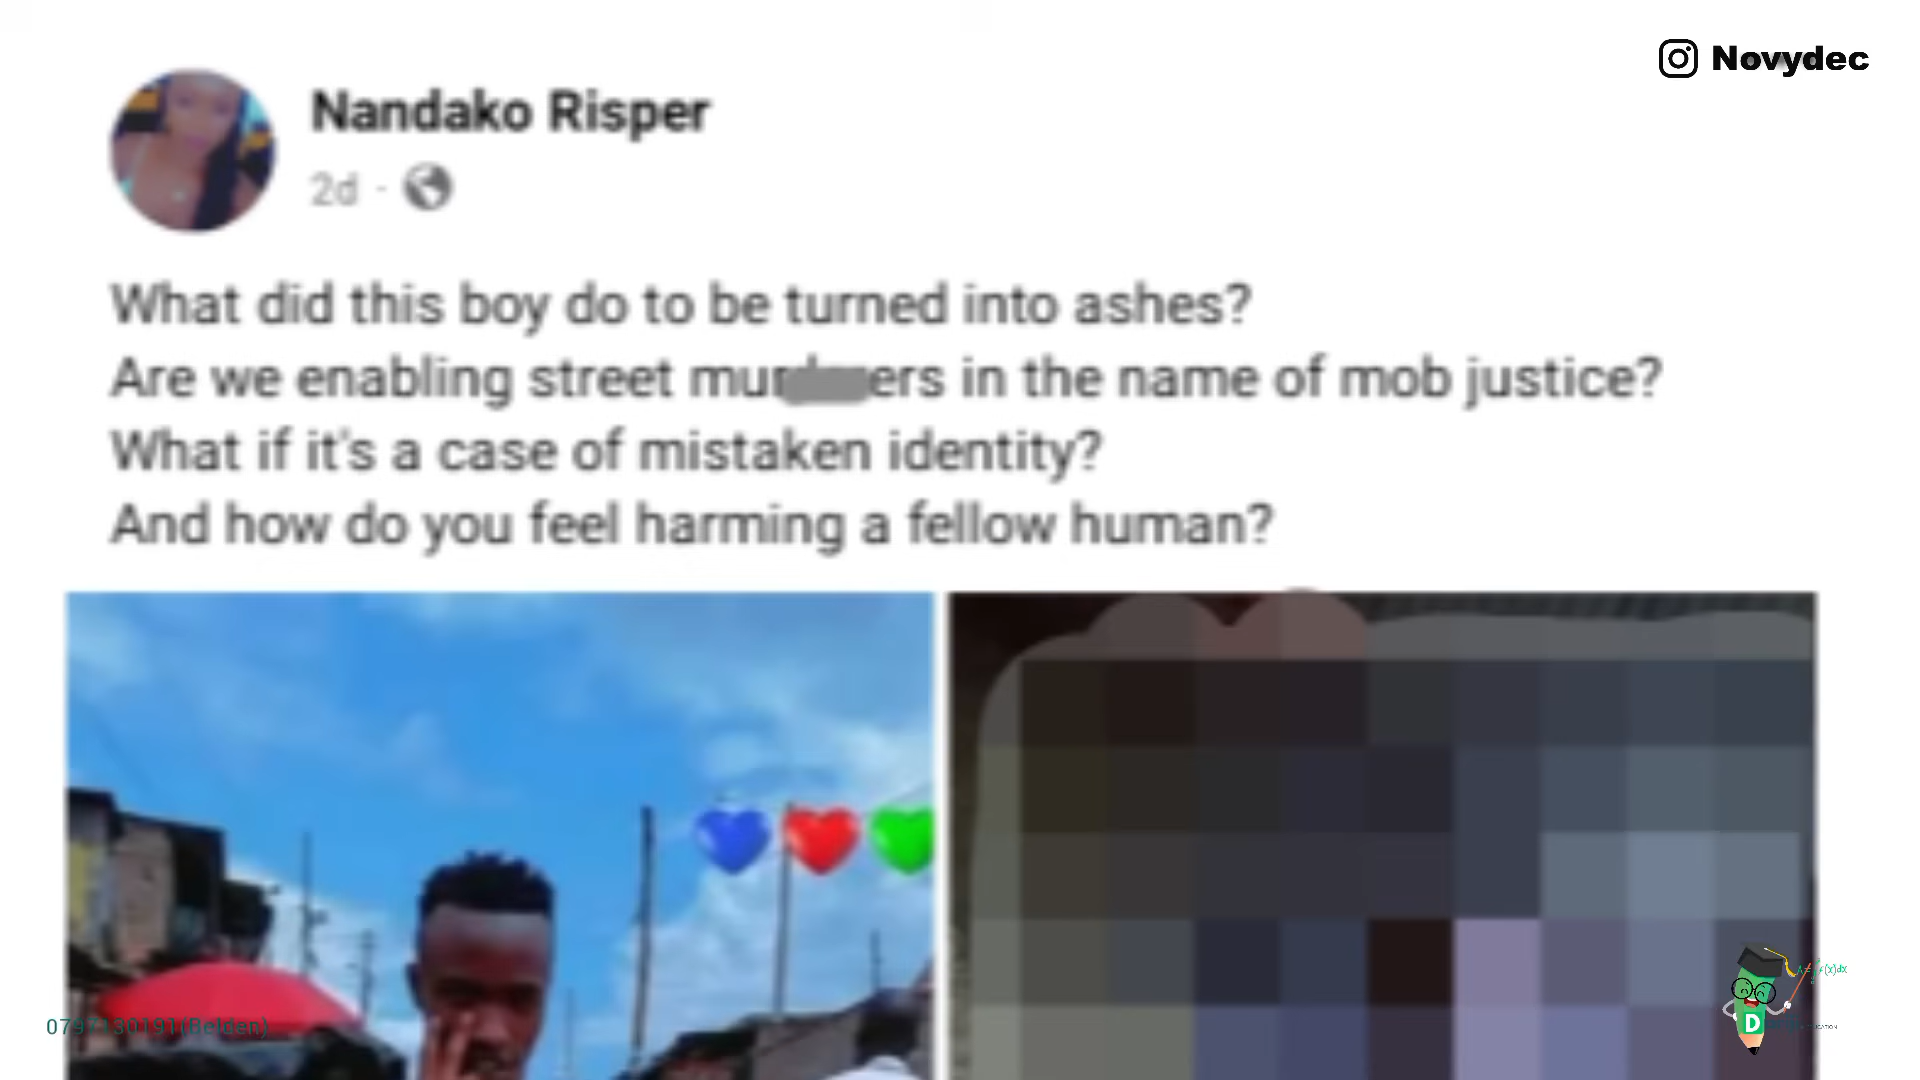 Novydec
Nandako Risper
2d ·
What did this boy do to be turned into ashes?
Are we enabling street in the name of mob justice?
What if it's a case of mistaken identity?
And how do you feel harming a fellow human?
0797130191(Belden)
D